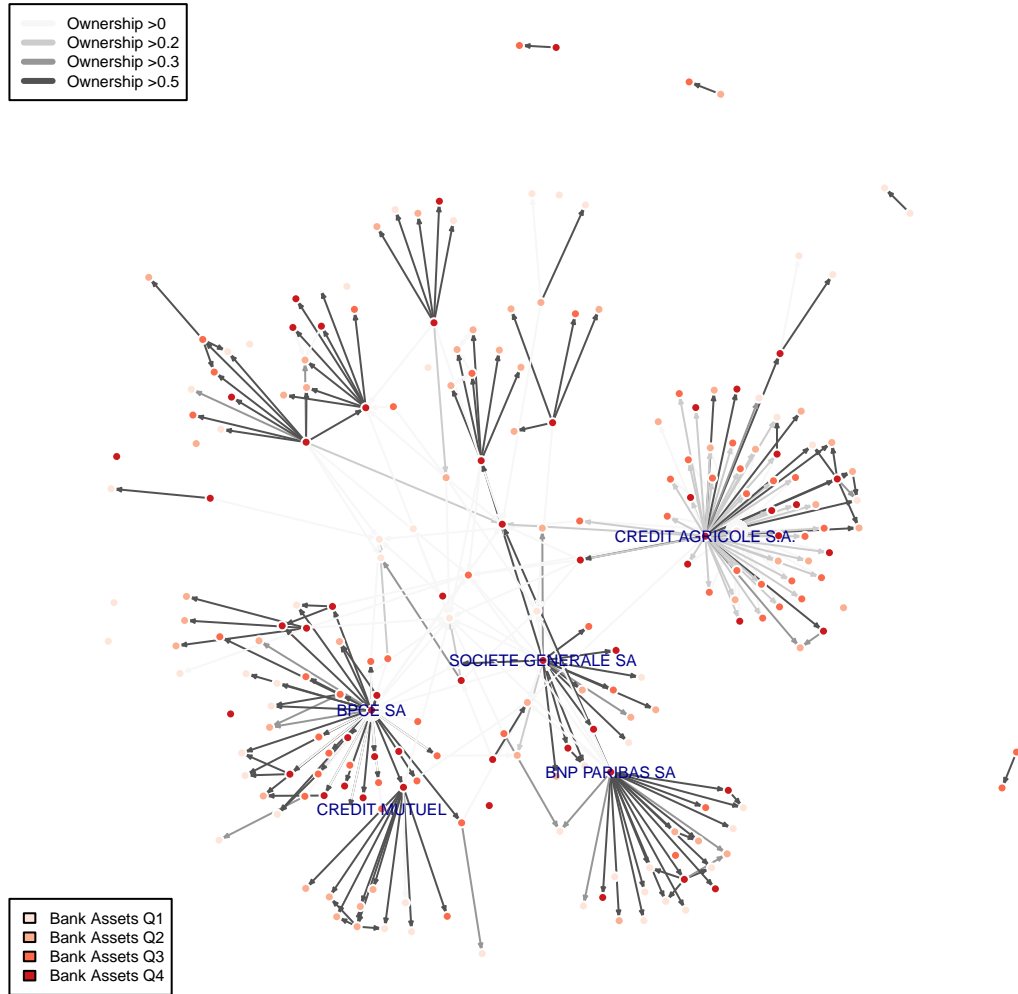 Ownership >0
Ownership >0.2
Ownership >0.3
Ownership >0.5
CREDIT AGRICOLE S.A.
SOCIETE GENERALE SA
BPCE SA
BNP PARIBAS SA
CREDIT MUTUEL
Bank Assets Q1
Bank Assets Q2
Bank Assets Q3
Bank Assets Q4